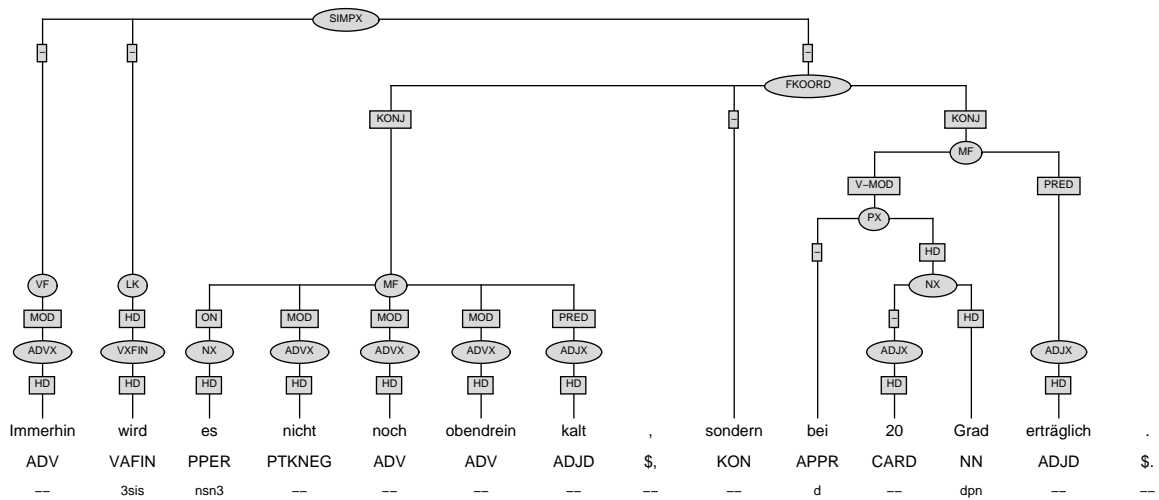 SIMPX
– – –
FKOORD
KONJ – KONJ
MF
V–MOD PRED
PX
– HD
VF LK MF NX
MOD HD ON MOD MOD MOD PRED – HD
ADVX VXFIN NX ADVX ADVX ADVX ADJX ADJX ADJX
HD HD HD HD HD HD HD HD HD
Immerhin wird es nicht noch obendrein kalt , sondern bei 20 Grad erträglich .
ADV VAFIN PPER PTKNEG ADV ADV ADJD $, KON APPR CARD NN ADJD $.
–– 3sis nsn3 –– –– –– –– –– –– d –– dpn –– ––